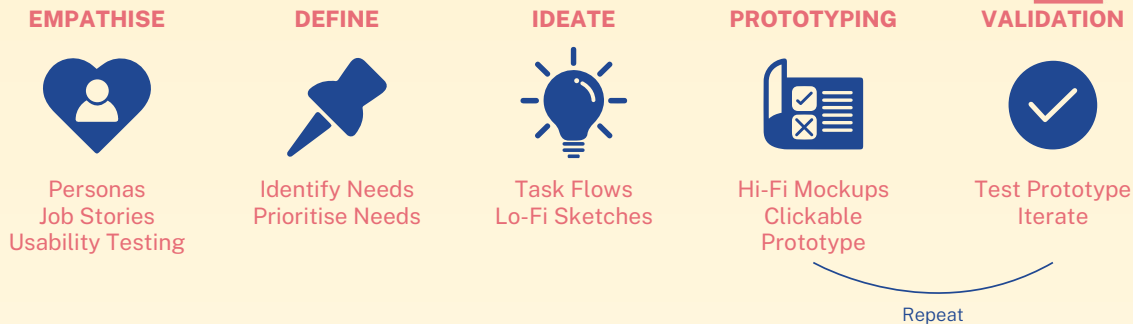 EMPATHISE
Personas
Job Stories
Usability Testing
DEFINE
Identify Needs
Prioritise Needs
IDEATE
Task Flows
Lo-Fi Sketches
PROTOTYPING
Hi-Fi Mockups
Clickable
Prototype
VALIDATION
Test Prototype
Iterate
Repeat